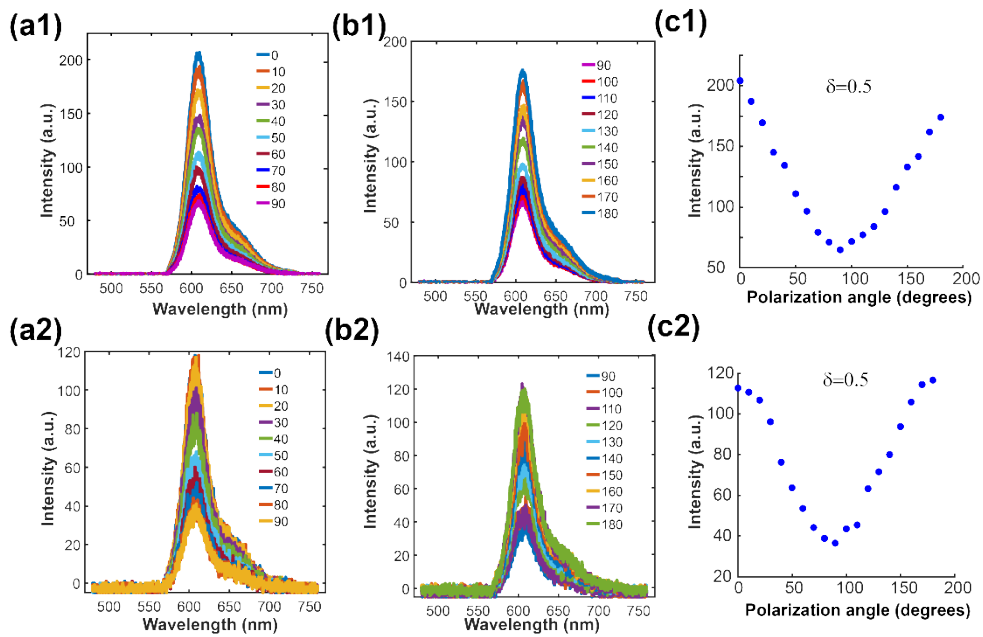 (a1)
200
150
100
50
0
500 550 600 650 700 750
Wavelength (nm)
Intensity (a.u.)
0
10
20
30
40
50
60
70
80
90
(b1)
200
150
100
50
0
500 550 600 650 700 750
Wavelength (nm)
Intensity (a.u.)
90
100
110
120
130
140
150
160
170
180
(c1)
250
200
150
100
50
0 50 100 150 200
Polarization angle (degrees)
Intensity (a.u.)
δ=0.5
(a2)
120
100
80
60
40
20
0
500 550 600 650 700 750
Wavelength (nm)
Intensity (a.u.)
0
10
20
30
40
50
60
70
80
90
(b2)
140
120
100
80
60
40
20
0
500 550 600 650 700 750
Wavelength (nm)
Intensity (a.u.)
90
100
110
120
130
140
150
160
170
180
(c2)
120
100
80
60
40
20
0 50 100 150 200
Polarization angle (degrees)
Intensity (a.u.)
δ=0.5